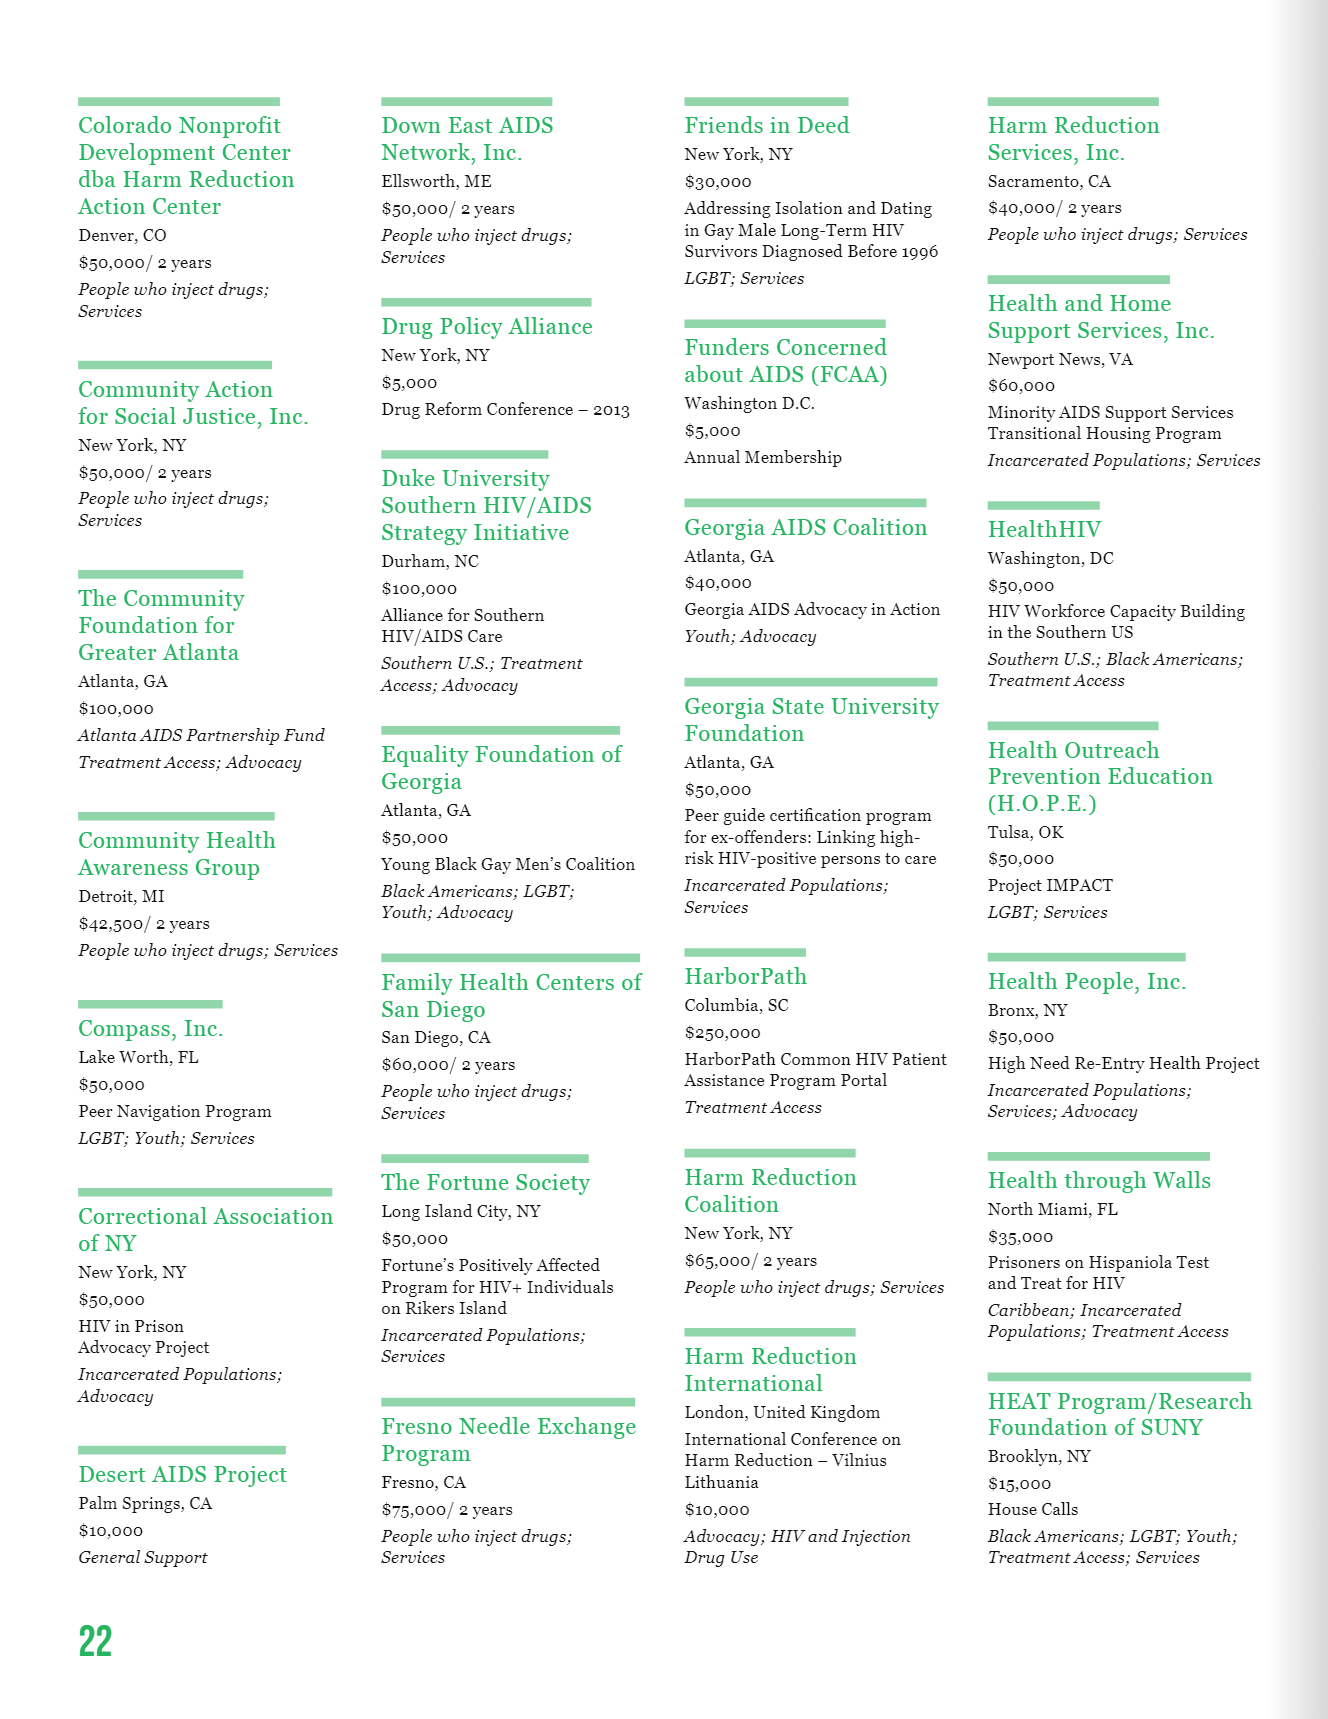 Colorado Nonprofit
Development Center
dba Harm Reduction
Action Center
Denver, CO
$50,000/ 2 years
People who inject drugs;
Services
Community Action
for Social Justice, Inc.
New York, NY
$50,000/ 2 years
People who inject drugs;
Services
The Community
Foundation for
Greater Atlanta
Atlanta, GA
$100,000
Atlanta AIDS Partnership Fund
Treatment Access; Advocacy
Community Health
Awareness Group
Detroit, MI
$42,500/ 2 years
People who inject drugs; Services
Compass, Inc.
Lake Worth, FL
$50,000
Peer Navigation Program
LGBT; Youth; Services
Correctional Association
of NY
New York, NY
$50,000
HIV in Prison
Advocacy Project
Incarcerated Populations;
Advocacy
Desert AIDS Project
Palm Springs, CA
$10,000
General Support
Down East AIDS
Network, Inc.
Ellsworth, ME
$50,000/ 2 years
People who inject drugs;
Services
Drug Policy Alliance
New York, NY
$5,000
Drug Reform Conference – 2013
Duke University
Southern HIV/AIDS
Strategy Initiative
Durham, NC
$100,000
Alliance for Southern
HIV/AIDS Care
Southern U.S.; Treatment
Access; Advocacy
Equality Foundation of
Georgia
Atlanta, GA
$50,000
Young Black Gay Men’s Coalition
Black Americans; LGBT;
Youth; Advocacy
Family Health Centers of
San Diego
San Diego, CA
$60,000/ 2 years
People who inject drugs;
Services
The Fortune Society
Long Island City, NY
$50,000
Fortune’s Positively Affected
Program for HIV+ Individuals
on Rikers Island
Incarcerated Populations;
Services
Fresno Needle Exchange
Program
Fresno, CA
$75,000/ 2 years
People who inject drugs;
Services
Friends in Deed
New York, NY
$30,000
Addressing Isolation and Dating
in Gay Male Long-Term HIV
Survivors Diagnosed Before 1996
LGBT; Services
Funders Concerned
about AIDS (FCAA)
Washington D.C.
$5,000
Annual Membership
Georgia AIDS Coalition
Atlanta, GA
$40,000
Georgia AIDS Advocacy in Action
Youth; Advocacy
Georgia State University
Foundation
Atlanta, GA
$50,000
Peer guide certification program
for ex-offenders: Linking high-
risk HIV-positive persons to care
Incarcerated Populations;
Services
HarborPath
Columbia, SC
$250,000
HarborPath Common HIV Patient
Assistance Program Portal
Treatment Access
Harm Reduction
Coalition
New York, NY
$65,000/ 2 years
People who inject drugs; Services
Harm Reduction
International
London, United Kingdom
International Conference on
Harm Reduction – Vilnius
Lithuania
$10,000
Advocacy; HIV and Injection
Drug Use
Harm Reduction
Services, Inc.
Sacramento, CA
$40,000/ 2 years
People who inject drugs; Services
Health and Home
Support Services, Inc.
Newport News, VA
$60,000
Minority AIDS Support Services
Transitional Housing Program
Incarcerated Populations; Services
HealthHIV
Washington, DC
$50,000
HIV Workforce Capacity Building
in the Southern US
Southern U.S.; Black Americans;
Treatment Access
Health Outreach
Prevention Education
(H.O.P.E.)
Tulsa, OK
$50,000
Project IMPACT
LGBT; Services
Health People, Inc.
Bronx, NY
$50,000
High Need Re-Entry Health Project
Incarcerated Populations;
Services; Advocacy
Health through Walls
North Miami, FL
$35,000
Prisoners on Hispaniola Test
and Treat for HIV
Caribbean; Incarcerated
Populations; Treatment Access
HEAT Program/Research
Foundation of SUNY
Brooklyn, NY
$15,000
House Calls
Black Americans; LGBT; Youth;
Treatment Access; Services
22